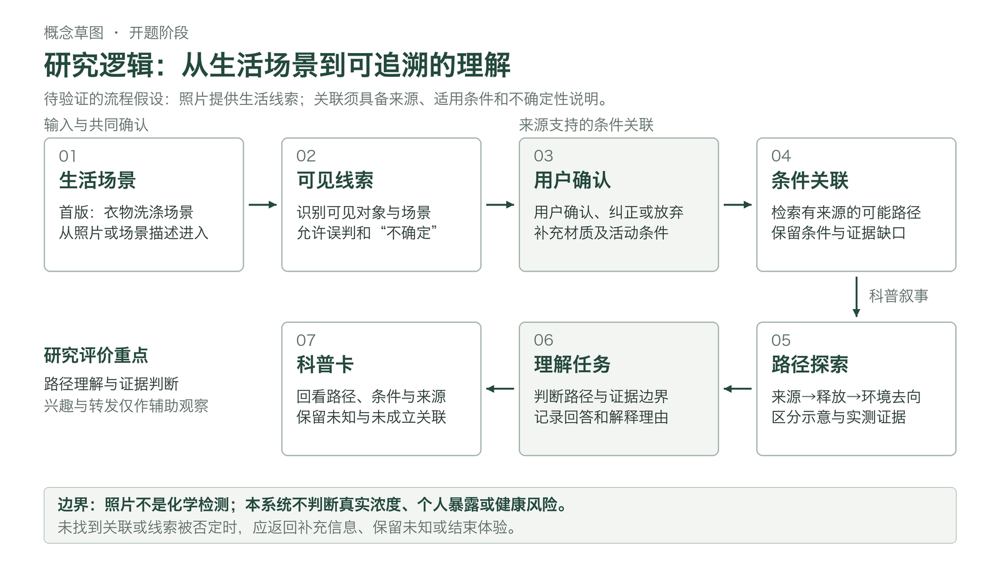 概念草图 · 开题阶段
研究逻辑：从生活场景到可追溯的理解
待验证的流程假设：照片提供生活线索；关联须具备来源、适用条件和不确定性说明。
输入与共同确认
来源支持的条件关联
01
生活场景
首版：衣物洗涤场景
从照片或场景描述进入
02
可见线索
识别可见对象与场景
允许误判和“不确定”
03
用户确认
用户确认、纠正或放弃
补充材质及活动条件
04
条件关联
检索有来源的可能路径
保留条件与证据缺口
科普叙事
05
路径探索
来源→释放→环境去向
区分示意与实测证据
06
理解任务
判断路径与证据边界
记录回答和解释理由
07
科普卡
回看路径、条件与来源
保留未知与未成立关联
研究评价重点
路径理解与证据判断
兴趣与转发仅作辅助观察
边界：照片不是化学检测；本系统不判断真实浓度、个人暴露或健康风险。
未找到关联或线索被否定时，应返回补充信息、保留未知或结束体验。